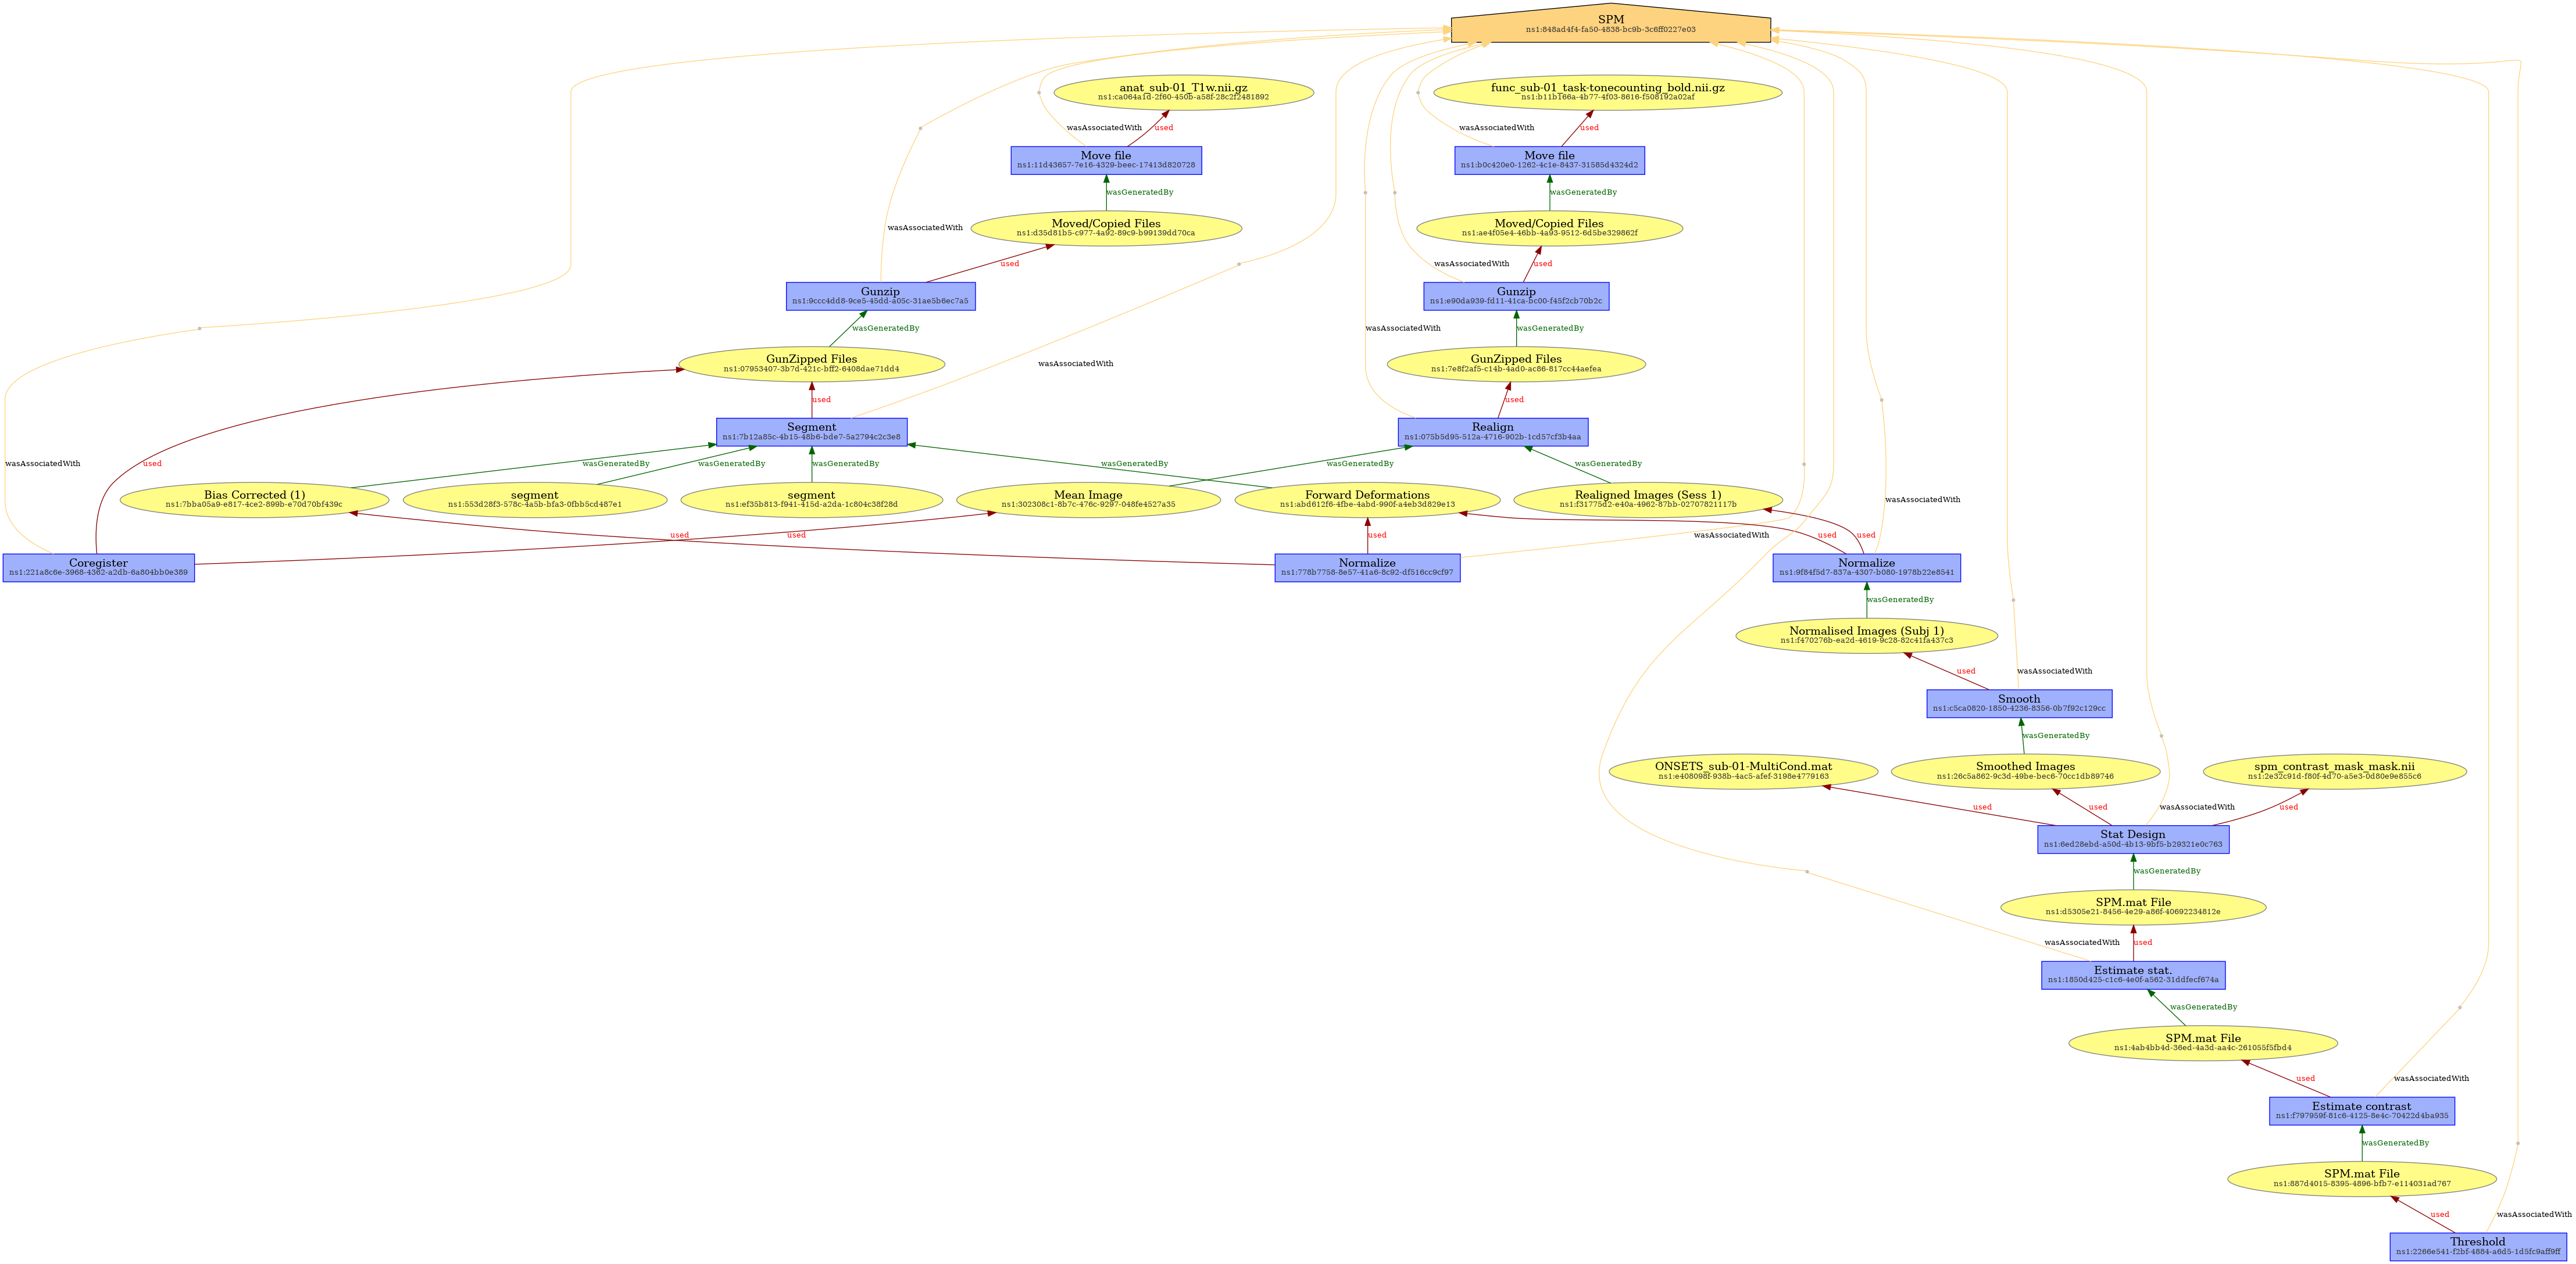 SPM
ns1:848ad4f4-fa50-4838-bc9b-3c6ff0227e03
anat_sub-01_T1w.nii.gz
ns1:ca064a1d-2f60-450b-a58f-28c2f2481892
func_sub-01_task-tonecounting_bold.nii.gz
ns1:b11b166a-4b77-4f03-8616-f508192a02af
wasAssociatedWith
used
wasAssociatedWith
used
Move file
ns1:11d43657-7e16-4329-beec-17413d820728
Move file
ns1:b0c420e0-1262-4c1e-8437-31585d4324d2
wasGeneratedBy
wasGeneratedBy
wasAssociatedWith
Moved/Copied Files
ns1:d35d81b5-c977-4a92-89c9-b99139dd70ca
Moved/Copied Files
ns1:ae4f05e4-46bb-4a93-9512-6d5be329862f
used
wasAssociatedWith
used
Gunzip
ns1:9ccc4dd8-9ce5-45dd-a05c-31ae5b6ec7a5
Gunzip
ns1:e90da939-fd11-41ca-bc00-f45f2cb70b2c
wasGeneratedBy
wasAssociatedWith
wasGeneratedBy
GunZipped Files
ns1:07953407-3b7d-421c-bff2-6408dae71dd4
wasAssociatedWith
GunZipped Files
ns1:7e8f2af5-c14b-4ad0-ac86-817cc44aefea
used
used
Segment
ns1:7b12a85c-4b15-48b6-bde7-5a2794c2c3e8
Realign
ns1:075b5d95-512a-4716-902b-1cd57cf3b4aa
wasAssociatedWith
used
wasGeneratedBy
wasGeneratedBy
wasGeneratedBy
wasGeneratedBy
wasGeneratedBy
wasGeneratedBy
Bias Corrected (1)
ns1:7bba05a9-e817-4ce2-899b-e70d70bf439c
segment
ns1:553d28f3-578c-4a5b-bfa3-0fbb5cd487e1
segment
ns1:ef35b813-f941-415d-a2da-1c804c38f28d
Mean Image
ns1:302308c1-8b7c-476c-9297-048fe4527a35
Forward Deformations
ns1:abd612f6-4fbe-4abd-990f-a4eb3d829e13
Realigned Images (Sess 1)
ns1:f31775d2-e40a-4962-87bb-02707821117b
wasAssociatedWith
used
used
used
wasAssociatedWith
used
used
Coregister
ns1:221a8c6e-3968-4362-a2db-6a804bb0e389
Normalize
ns1:778b7758-8e57-41a6-8c92-df516cc9cf97
Normalize
ns1:9f84f5d7-837a-4307-b080-1978b22e8541
wasGeneratedBy
Normalised Images (Subj 1)
ns1:f470276b-ea2d-4619-9c28-82c41fa437c3
used
wasAssociatedWith
Smooth
ns1:c5ca0820-1850-4236-8356-0b7f92c129cc
wasGeneratedBy
ONSETS_sub-01-MultiCond.mat
ns1:e408098f-938b-4ac5-afef-3198e4779163
Smoothed Images
ns1:26c5a862-9c3d-49be-bec6-70cc1db89746
spm_contrast_mask_mask.nii
ns1:2e32c91d-f80f-4d70-a5e3-0d80e9e855c6
used
used
wasAssociatedWith
used
Stat Design
ns1:6ed28ebd-a50d-4b13-9bf5-b29321e0c763
wasGeneratedBy
SPM.mat File
ns1:d5305e21-8456-4e29-a86f-40692234812e
wasAssociatedWith
used
Estimate stat.
ns1:1850d425-c1c6-4e0f-a562-31ddfecf674a
wasGeneratedBy
SPM.mat File
ns1:4ab4bb4d-36ed-4a3d-aa4c-261055f5fbd4
used
wasAssociatedWith
Estimate contrast
ns1:f797959f-81c6-4125-8e4c-70422d4ba935
wasGeneratedBy
SPM.mat File
ns1:887d4015-8395-4896-bfb7-e114031ad767
used
wasAssociatedWith
Threshold
ns1:2266e541-f2bf-4884-a6d5-1d5fc9aff9ff